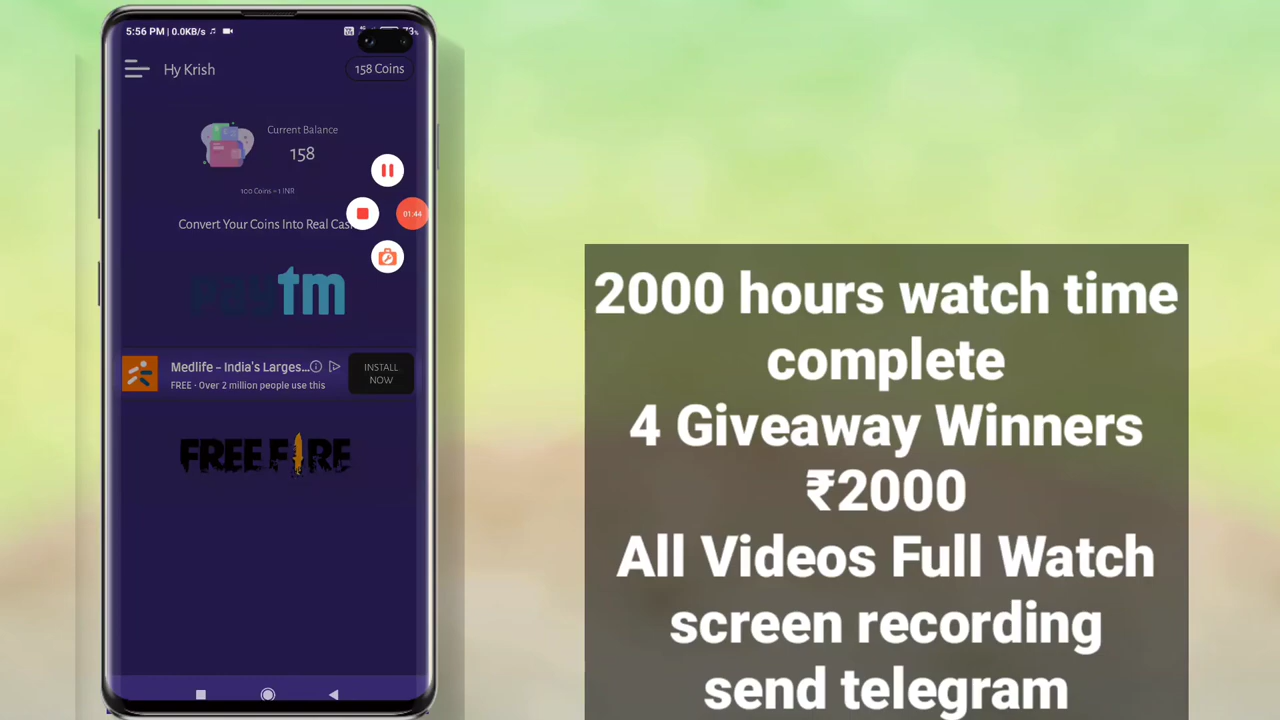 5:56 PM | 0.0KB/s
73%
Hy Krish
158 Coins
Current Balance
158
100 Coins = 1 INR
01:44
Convert Your Coins Into Real Cas
paytm
Medlife - India's Larges...
FREE - Over 2 million people use this
INSTALL
NOW
FREE FIRE
2000 hours watch time
complete
4 Giveaway Winners
₹2000
All Videos Full Watch
screen recording
send telegram